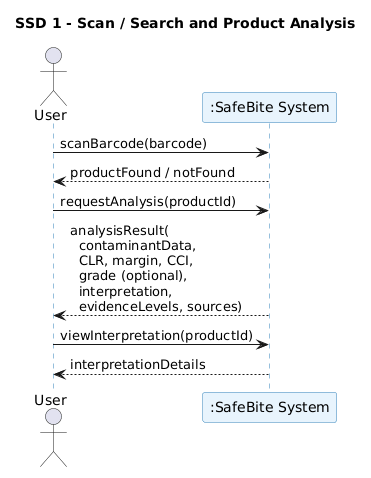 SSD 1 - Scan / Search and Product Analysis
User
:SafeBite System
scanBarcode(barcode)
productFound / notFound
requestAnalysis(productId)
analysisResult(
contaminantData,
CLR, margin, CCI,
grade (optional),
interpretation,
evidenceLevels, sources)
viewInterpretation(productId)
interpretationDetails
User
:SafeBite System